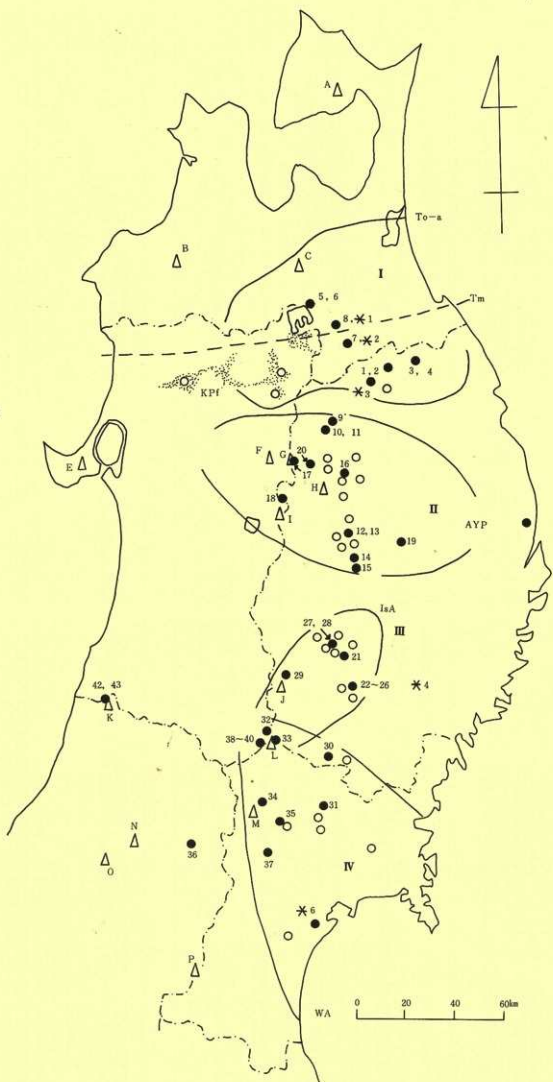 A
To-a
B
C
I
5, 6
Tm
8, 1
7, 2
1, 2
3, 4
KPf
3
9
10, 11
F
G
20
E
17
16
H
18
I
II
AYP
12, 13
19
14
15
IsA
27, 28
III
21
29
22~26
4
J
42, 43
K
32
38~40
33
L
30
34
31
M
35
N
36
O
37
IV
6
P
WA
0 20 40 60km